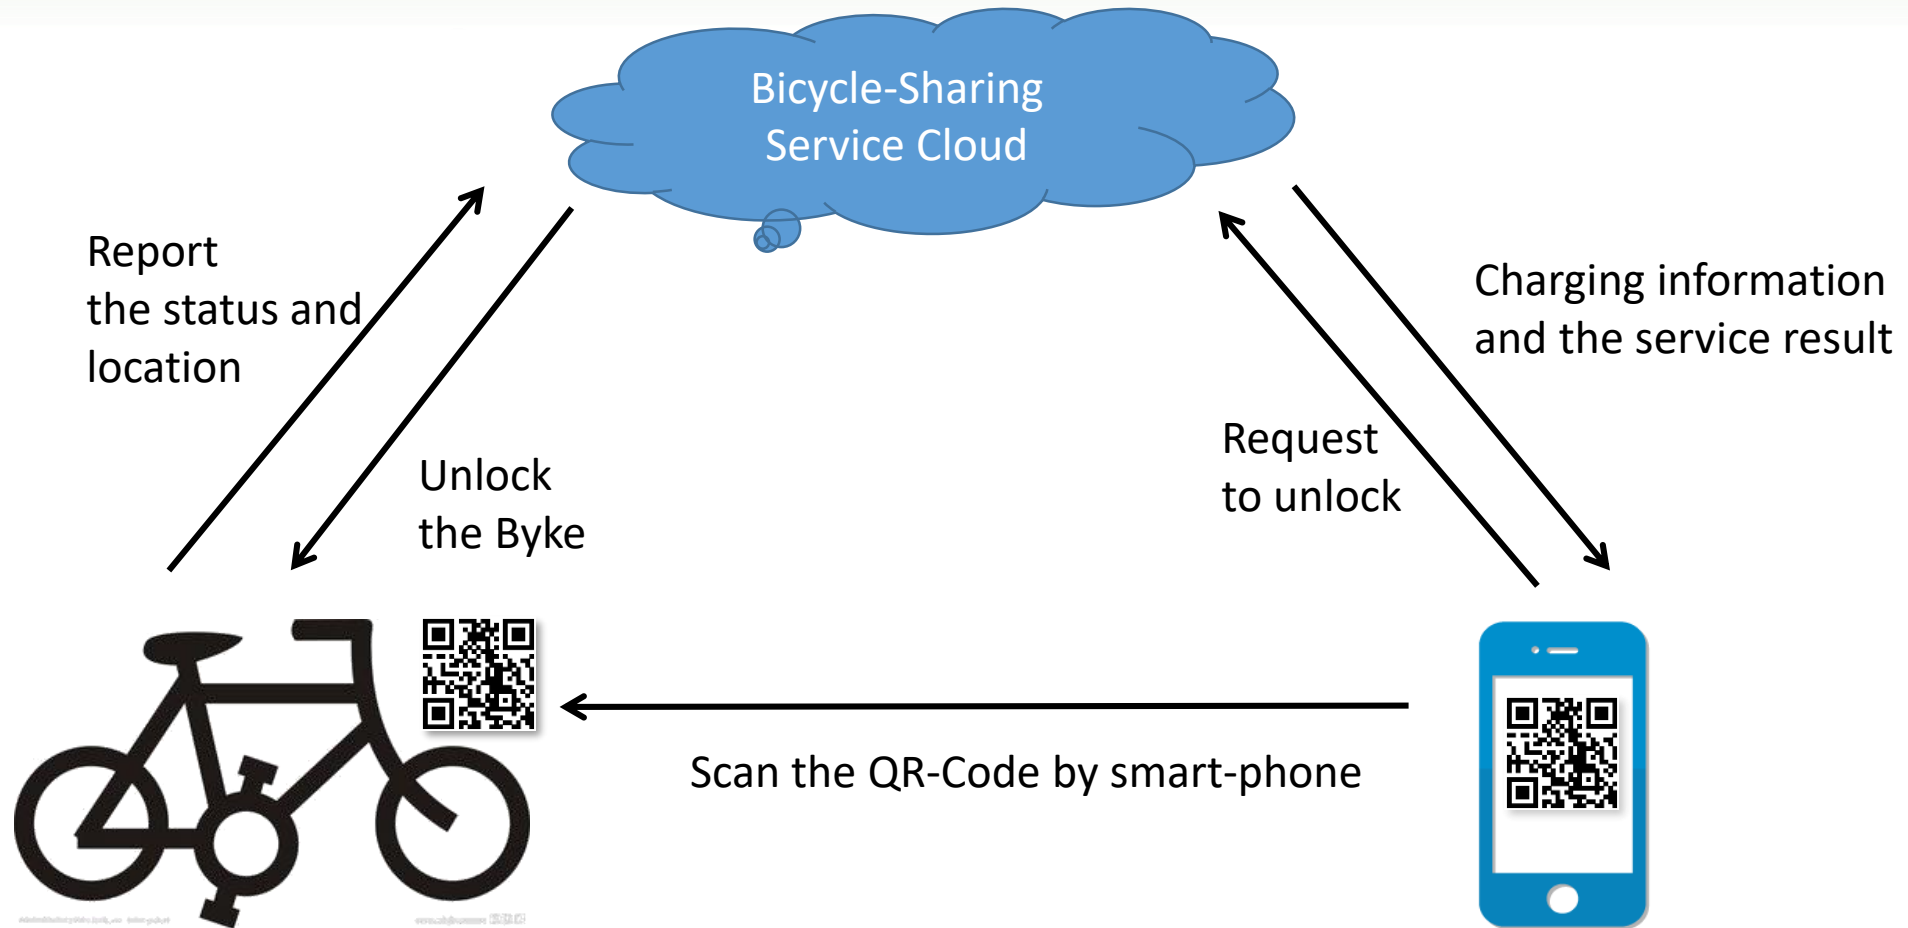 Bicycle-Sharing
Service Cloud
Report
the status and
location
Charging information
and the service result
Unlock
the Byke
Request
to unlock
Scan the QR-Code by smart-phone